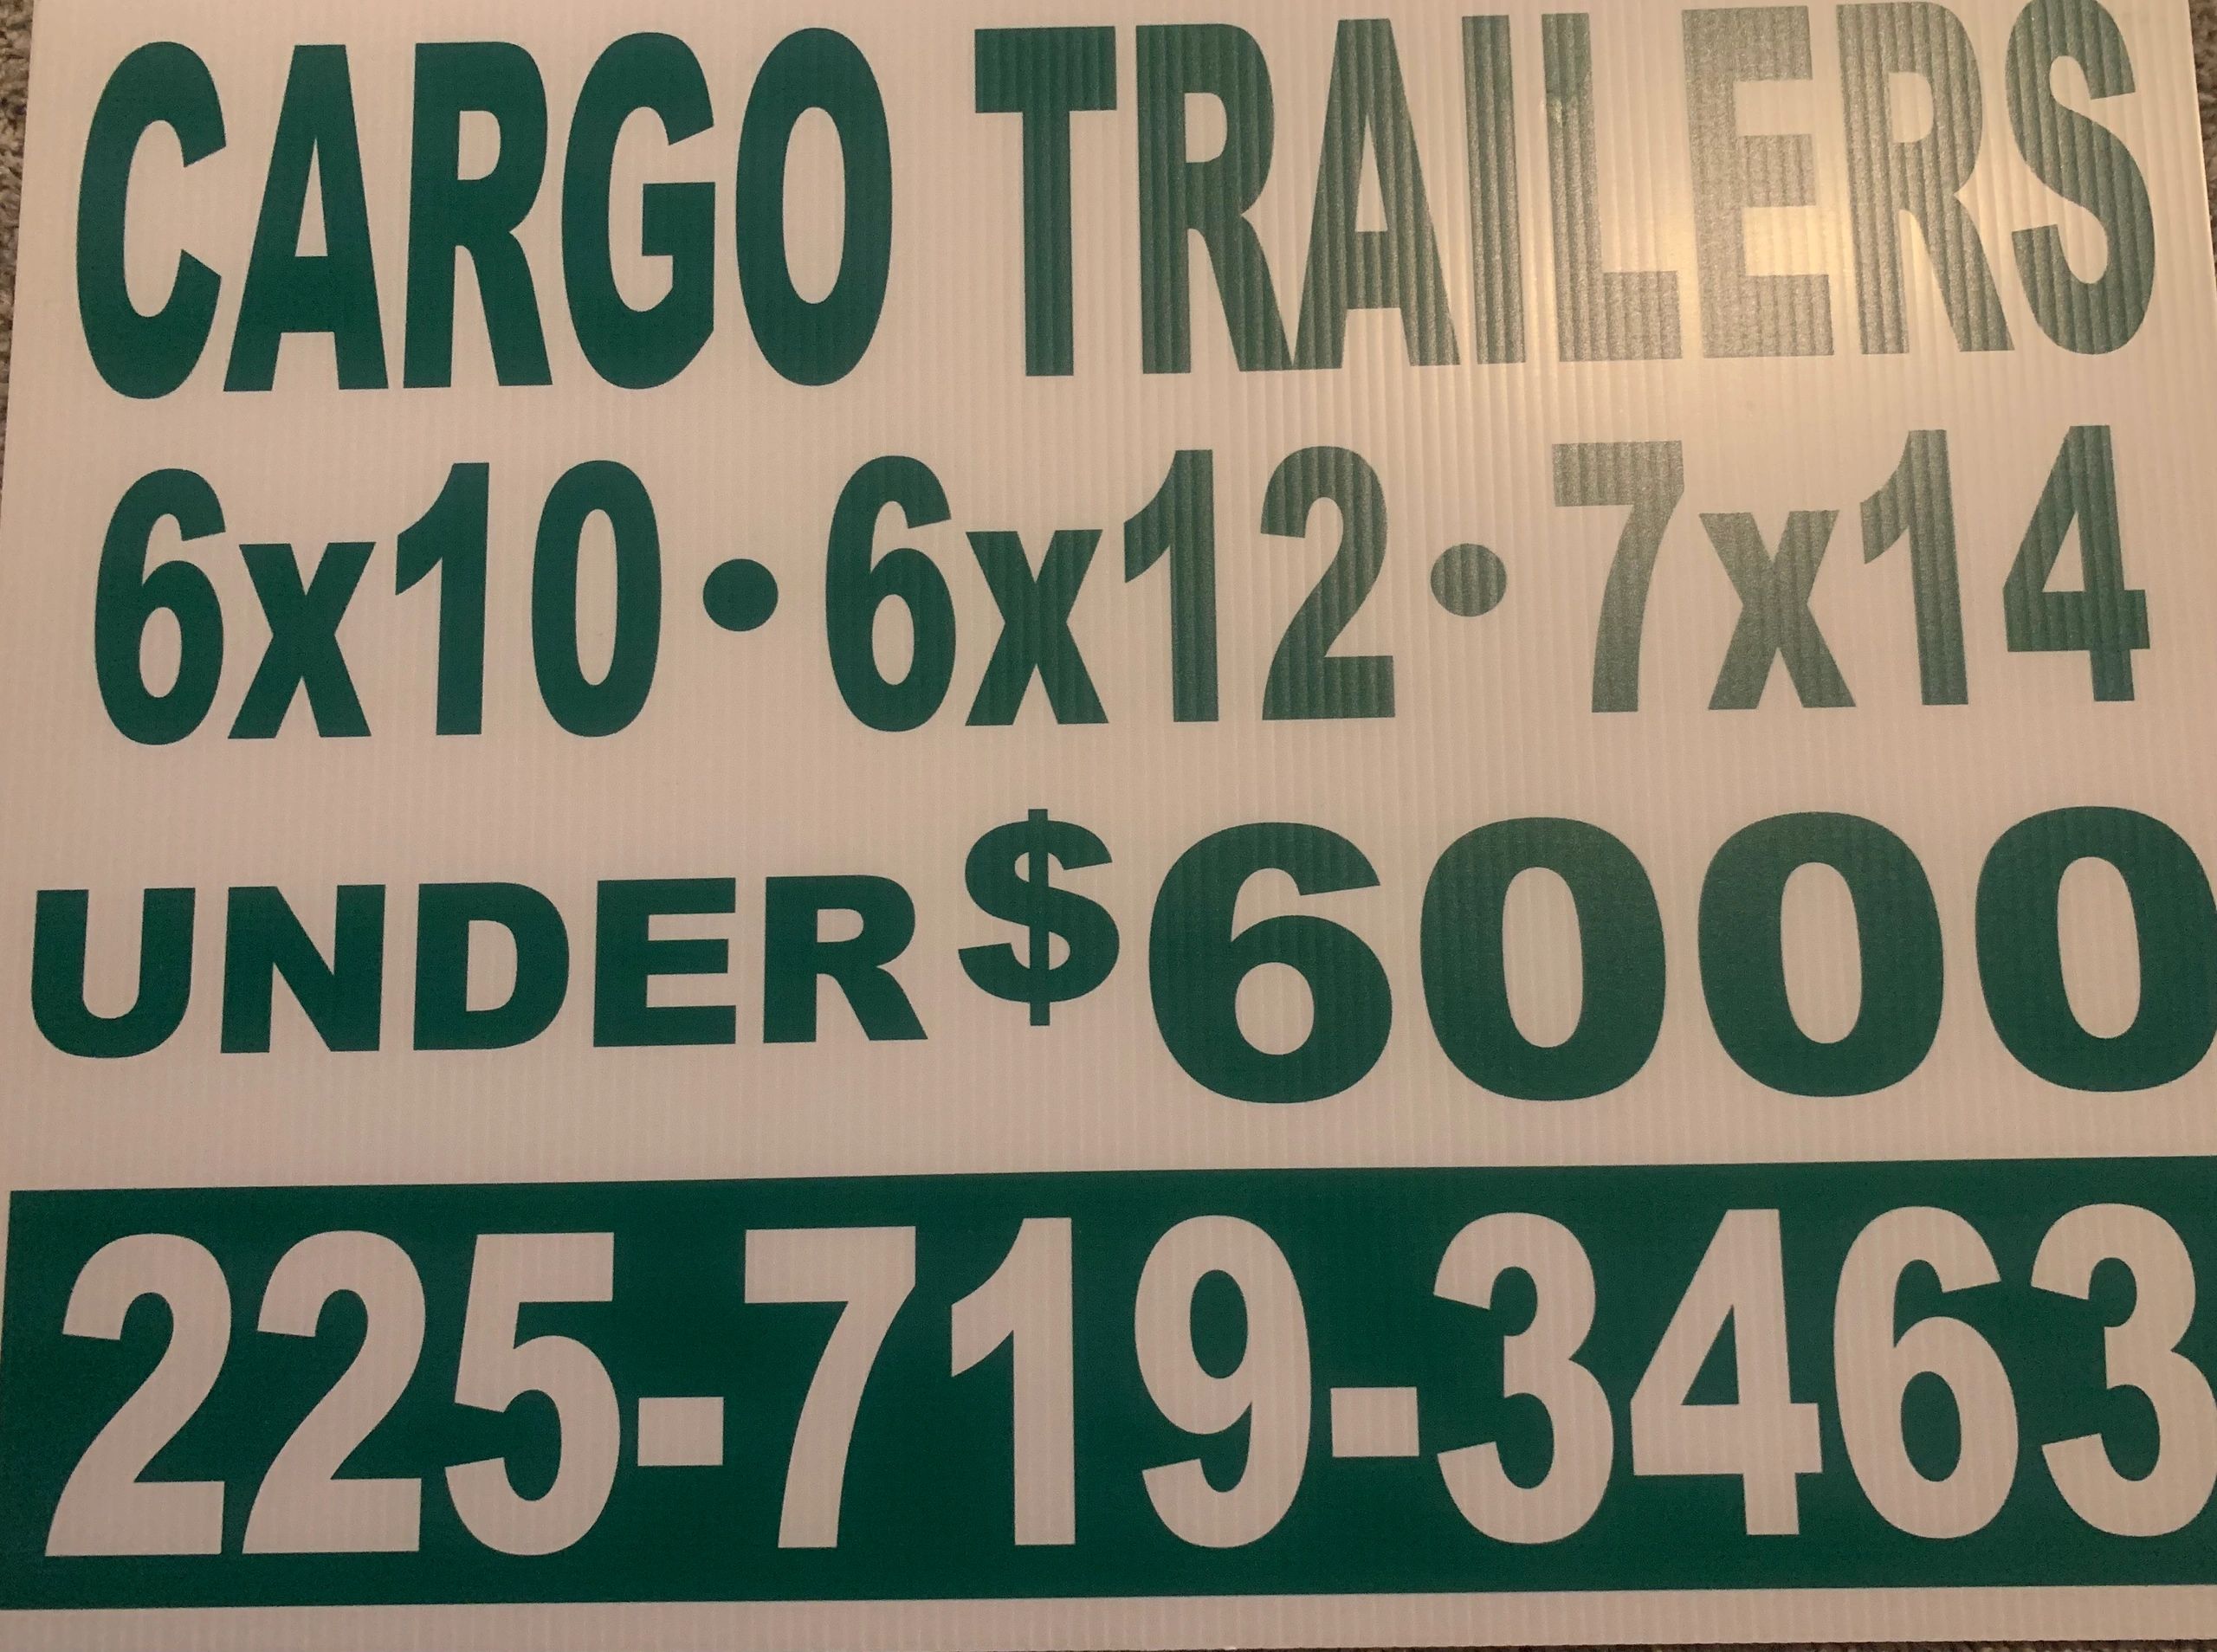 CARGO TRAILERS
6x10•6x12•7x14
UNDER $6000
225-719-3463